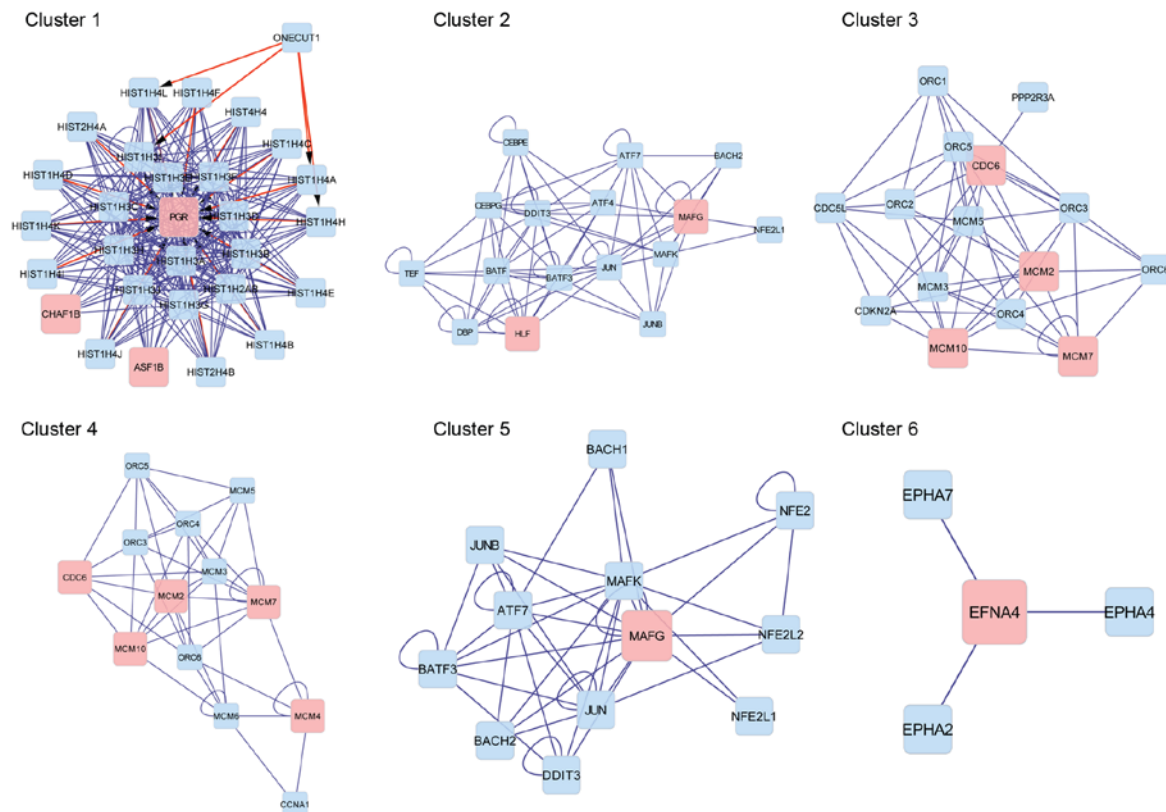 Cluster 1
ONECUT1
HIST1H4L
HIST1H4F
HIST2H4A
HIST4H4
HIST1H4C
HIST1H4D
HIST1H4A
HIST1H3C
PGR
HIST1H3D
HIST1H4K
HIST1H4H
HIST1H3A
HIST1H3B
HIST1H4I
HIST1H2AB
HIST1H4E
HIST1H3G
CHAF1B
HIST1H4J
ASF1B
HIST2H4B
HIST1H4B
Cluster 2
CEBPE
ATF7
BACH2
CEBPG
DDIT3
ATF4
MAFG
NFE2L1
MAFK
TEF
BATF
BATF3
JUN
DBP
HLF
JUNB
Cluster 3
ORC1
PPP2R3A
ORC5
CDC6
CDC5L
ORC2
MCM5
ORC3
MCM2
MCM3
CDKN2A
ORC4
MCM10
MCM7
Cluster 4
ORC5
MCM5
ORC4
ORC3
CDC6
MCM3
MCM2
MCM7
MCM10
ORC6
MCM6
MCM4
CCNA1
Cluster 5
BACH1
NFE2
JUNB
MAFK
ATF7
MAFG
NFE2L2
BATF3
JUN
NFE2L1
BACH2
DDIT3
Cluster 6
EPHA7
EFNA4
EPHA4
EPHA2